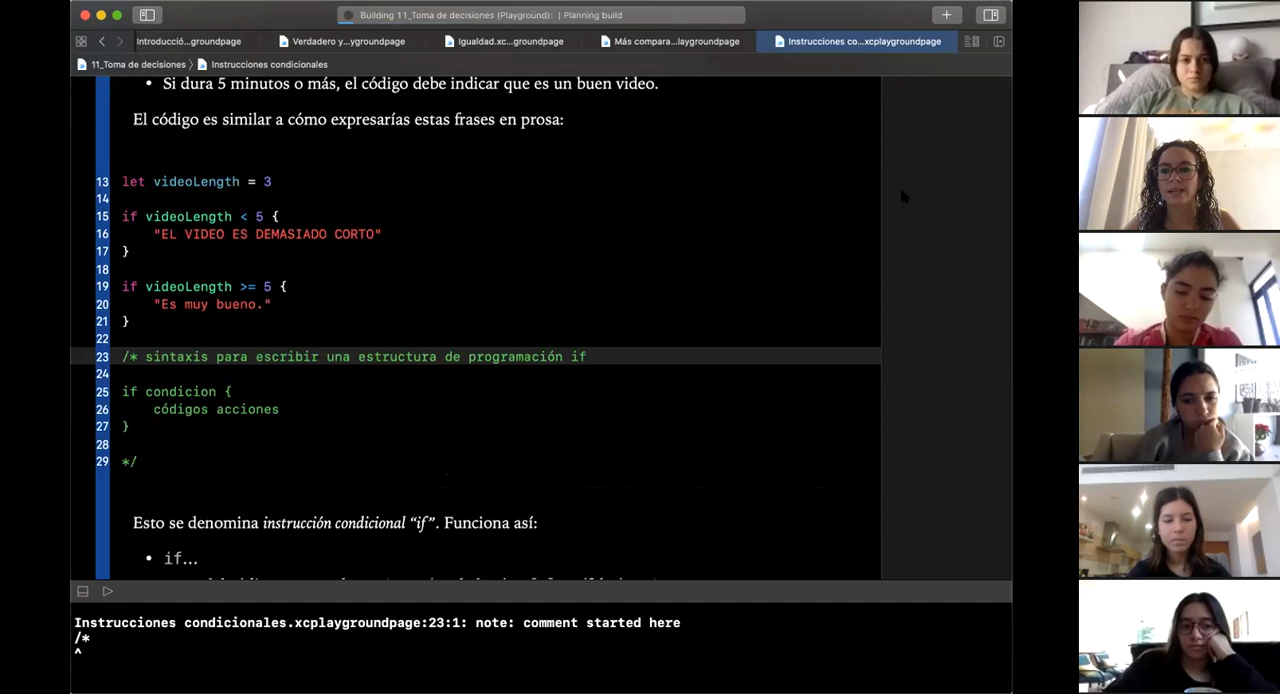 Building 11_Toma de decisiones (Playground): | Planning build
Introducció...groundpage
Verdadero y...ygroundpage
Igualdad.xc...groundpage
Más compara...laygroundpage
Instrucciones co...xcplaygroundpage
11_Toma de decisiones 〉 Instrucciones condicionales
• Si dura 5 minutos o más, el código debe indicar que es un buen video.
El código es similar a cómo expresarías estas frases en prosa:
13 let videoLength = 3
14
15 if videoLength < 5 {
16 "EL VIDEO ES DEMASIADO CORTO"
17 }
18
19 if videoLength >= 5 {
20 "Es muy bueno."
21 }
22
23 /* sintaxis para escribir una estructura de programación if
24
25 if condicion {
26 códigos acciones
27 }
28
29 */
Esto se denomina instrucción condicional “if”. Funciona así:
• if...
Instrucciones condicionales.xcplaygroundpage:23:1: note: comment started here
/*
^